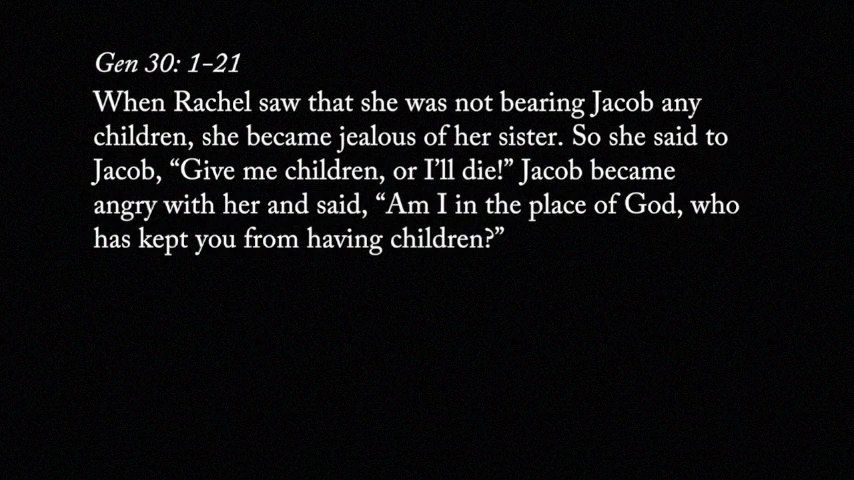 Gen 30: 1-21
When Rachel saw that she was not bearing Jacob any
children, she became jealous of her sister. So she said to
Jacob, “Give me children, or I’ll die!” Jacob became
angry with her and said, “Am I in the place of God, who
has kept you from having children?”